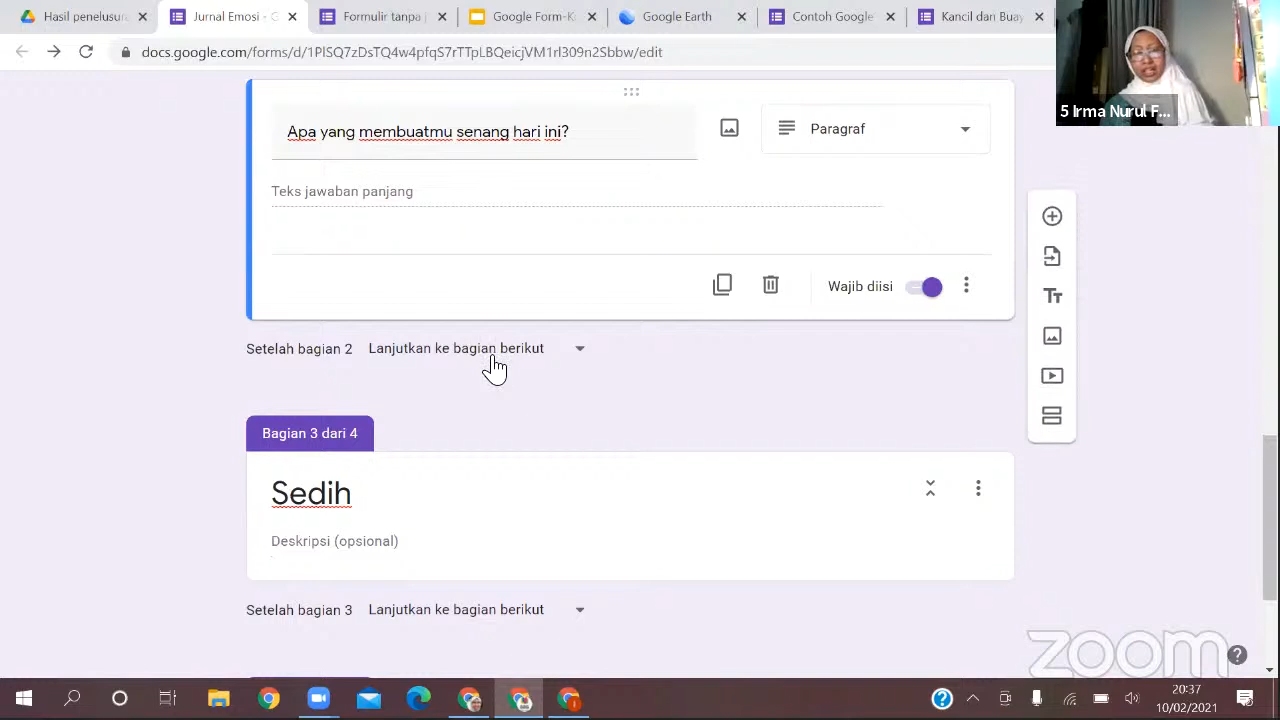 Hasil penelusura
Jurnal Emosi - G
Formulir tanpa j
Google Form-K
Google Earth
Contoh Google
Kancil dan Buay
docs.google.com/forms/d/1PlSQ7zDsTQ4w4pfqS7rTTpLBQeicjVM1rl309n2Sbbw/edit
5 Irma Nurul F...
Apa yang membuatmu senang hari ini?
Paragraf
Teks jawaban panjang
Wajib diisi
Setelah bagian 2 Lanjutkan ke bagian berikut
Bagian 3 dari 4
Sedih
Deskripsi (opsional)
Setelah bagian 3 Lanjutkan ke bagian berikut
zoom
20:37
10/02/2021